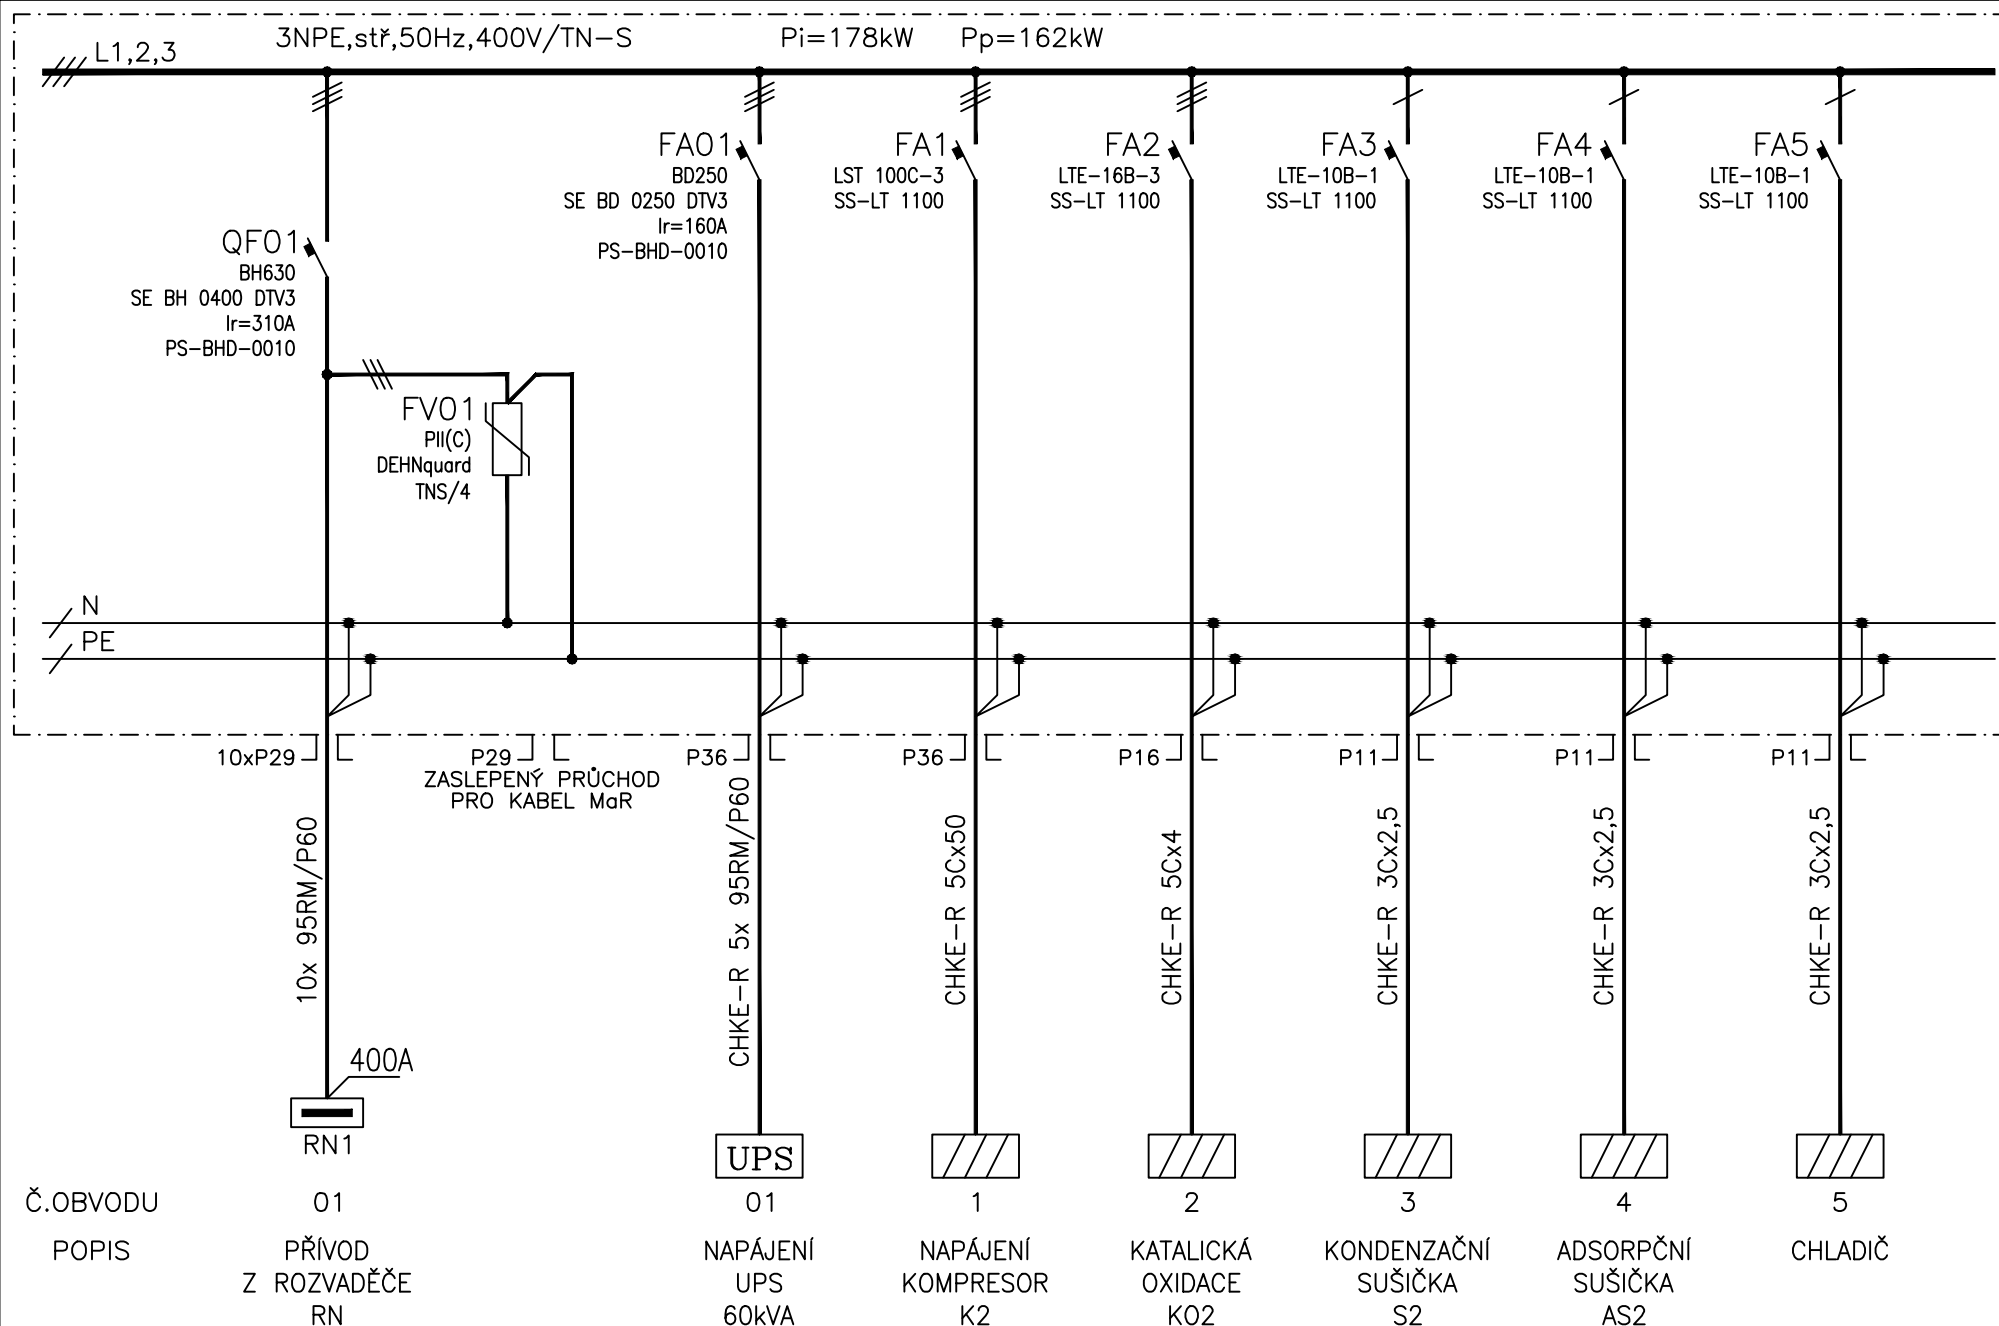 L1,2,3
3NPE,stř,50Hz,400V/TN-S
Pi=178kW
Pp=162kW
QF01
BH630
SE BH 0400 DTV3
Ir=310A
PS-BHD-0010
FV01
PII(C)
DEHNquard
TNS/4
FA01
BD250
SE BD 0250 DTV3
Ir=160A
PS-BHD-0010
FA1
LST 100C-3
SS-LT 1100
FA2
LTE-16B-3
SS-LT 1100
FA3
LTE-10B-1
SS-LT 1100
FA4
LTE-10B-1
SS-LT 1100
FA5
LTE-10B-1
SS-LT 1100
N
PE
10xP29
P29
ZASLEPENÝ PRŮCHOD
PRO KABEL MaR
P36
P36
P16
P11
P11
P11
10x 95RM/P60
CHKE-R 5x 95RM/P60
CHKE-R 5Cx50
CHKE-R 5Cx4
CHKE-R 3Cx2,5
CHKE-R 3Cx2,5
CHKE-R 3Cx2,5
400A
RN1
UPS
Č.OBVODU
01
01
1
2
3
4
5
POPIS
PŘÍVOD
Z ROZVADĚČE
RN
NAPÁJENÍ
UPS
60kVA
NAPÁJENÍ
KOMPRESOR
K2
KATALICKÁ
OXIDACE
KO2
KONDENZAČNÍ
SUŠIČKA
S2
ADSORPČNÍ
SUŠIČKA
AS2
CHLADIČ